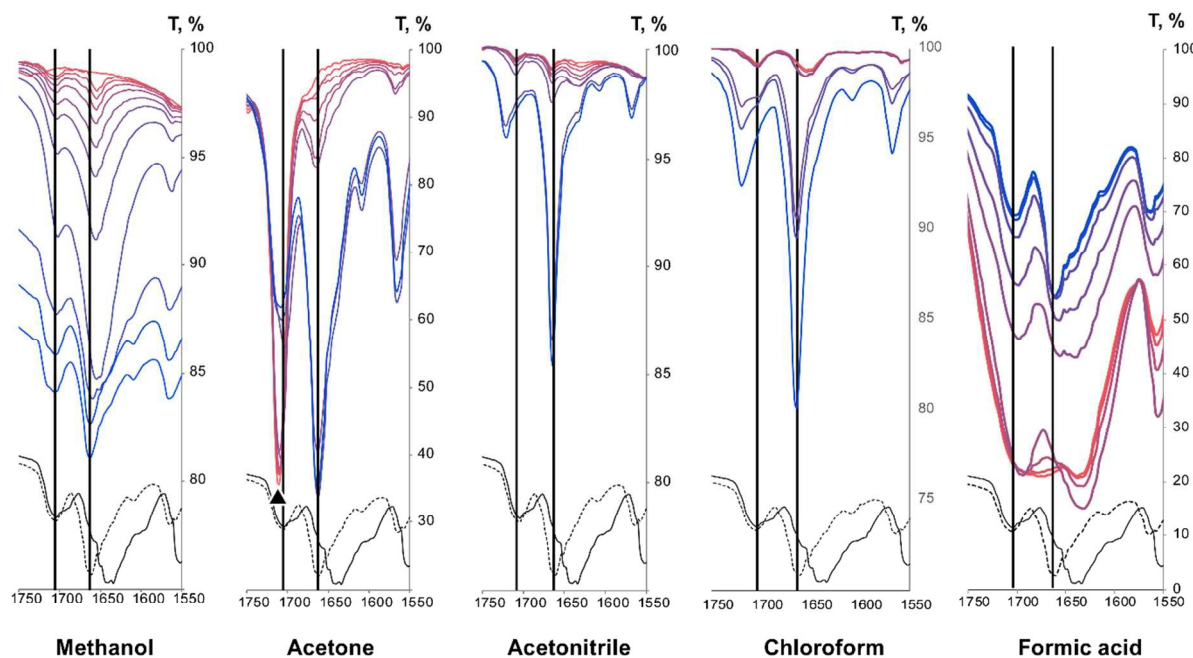 T, % T, % T, % T, % T, %
100 100 100 100 100
95 90 95 95 90
90 80 90 90 80
85 70 85 85 70
80 60 80 80 60
50 75 50
40 40
30 30
20
10
0
1750 1700 1650 1600 1550 1750 1700 1650 1600 1550 1750 1700 1650 1600 1550 1750 1700 1650 1600 1550 1750 1700 1650 1600 1550
Methanol Acetone Acetonitrile Chloroform Formic acid